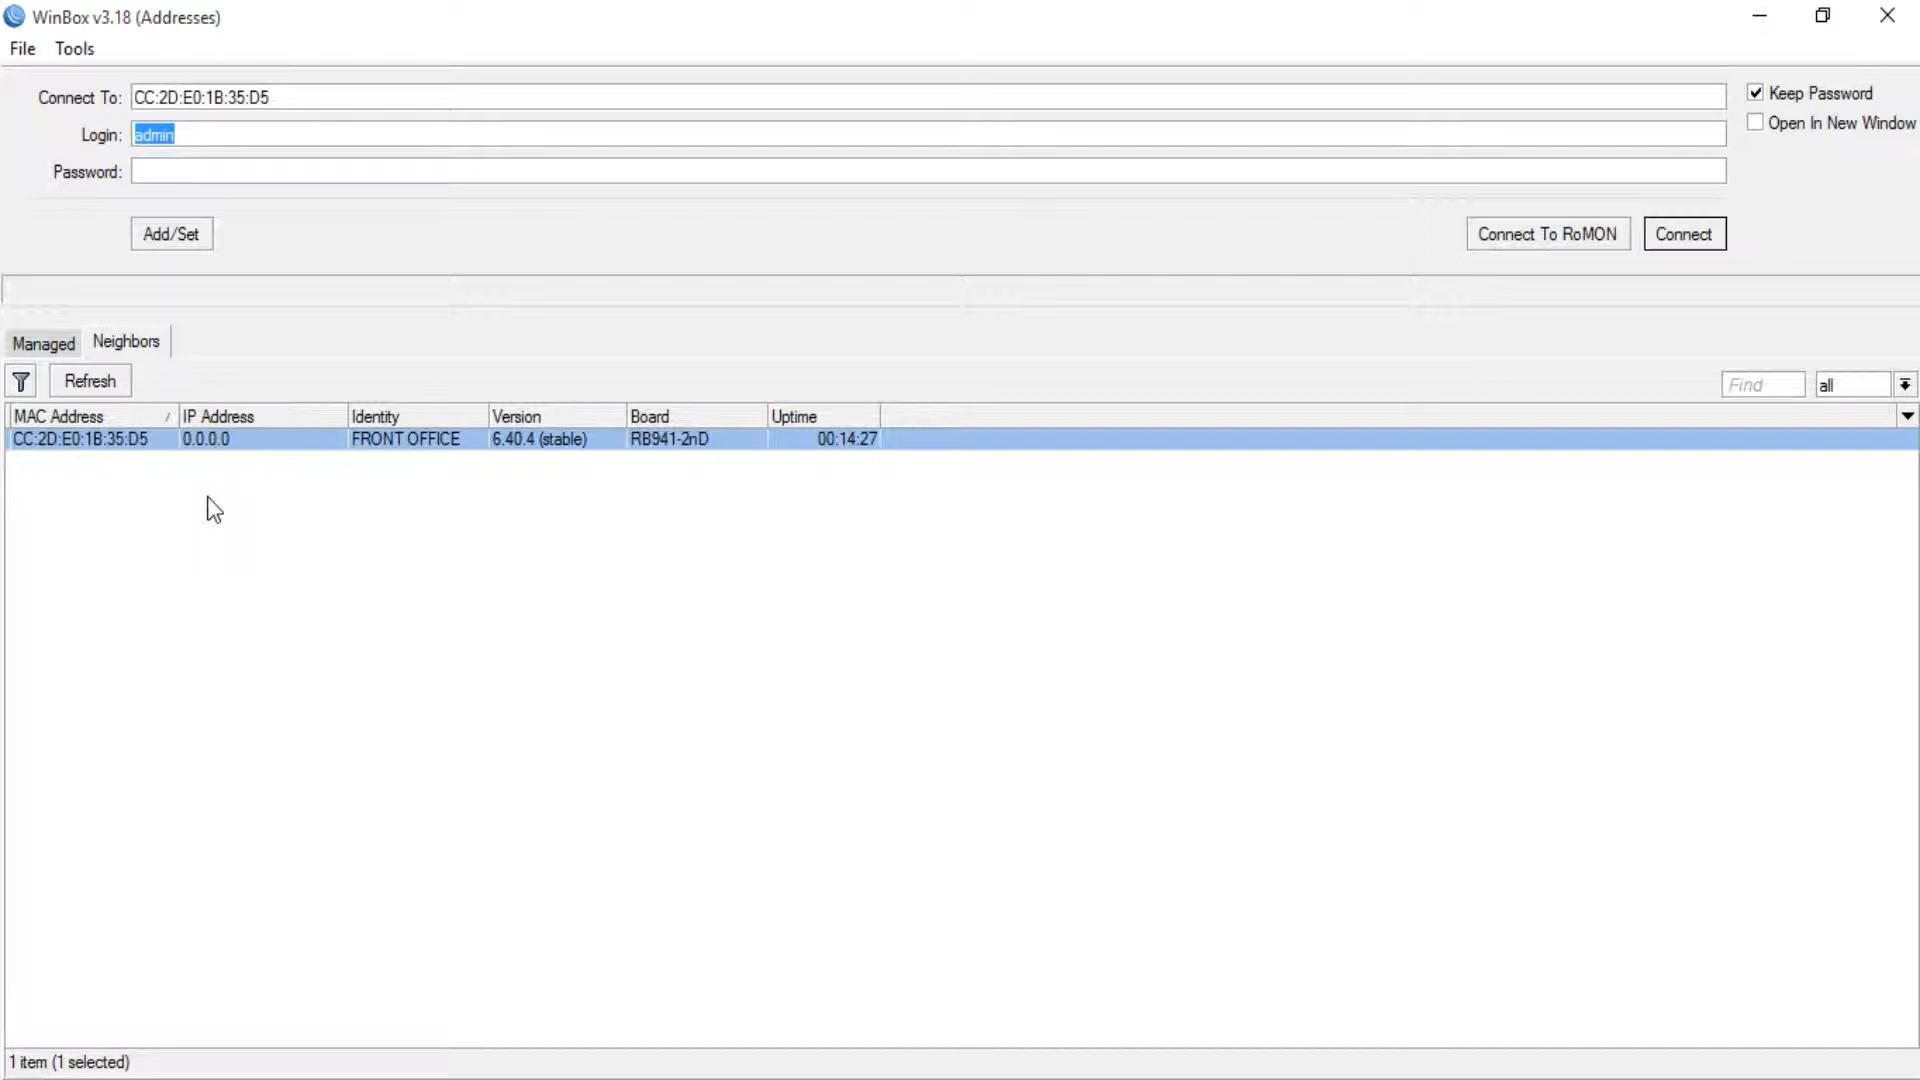 WinBox v3.18 (Addresses)
File Tools
Connect To: CC:2D:E0:1B:35:D5
Keep Password
Login: admin
Open In New Window
Password:
Add/Set Connect To RoMON Connect
Managed Neighbors
Refresh Find all
MAC Address / IP Address Identity Version Board Uptime
CC:2D:E0:1B:35:D5 0.0.0.0 FRONT OFFICE 6.40.4 (stable) RB941-2nD 00:14:27
1 item (1 selected)